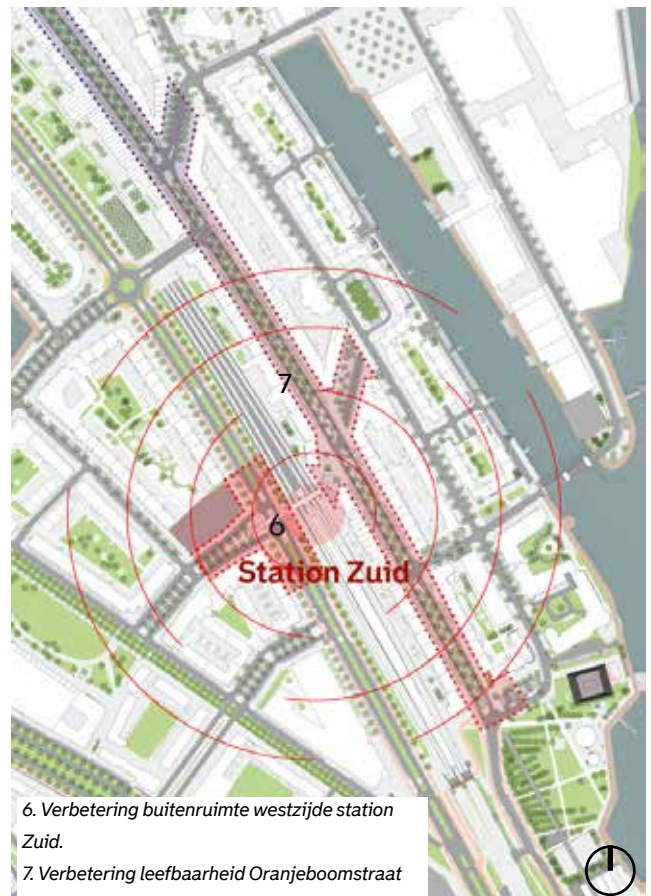 7
6
Station Zuid
6. Verbetering buitenruimte westzijde station
Zuid.
7. Verbetering leefbaarheid Oranjeboomstraat